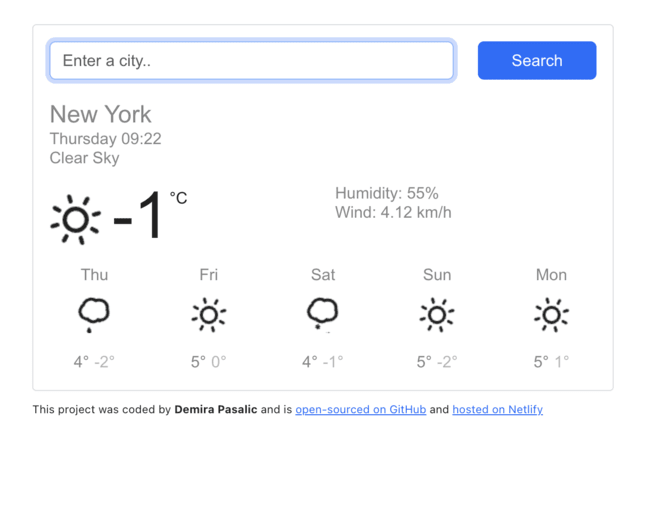 Enter a city..
Search
New York
Thursday 09:22
Clear Sky
-1 °C
Humidity: 55%
Wind: 4.12 km/h
Thu Fri Sat Sun Mon
4° -2° 5° 0° 4° -1° 5° -2° 5° 1°
This project was coded by Demira Pasalic and is open-sourced on GitHub and hosted on Netlify